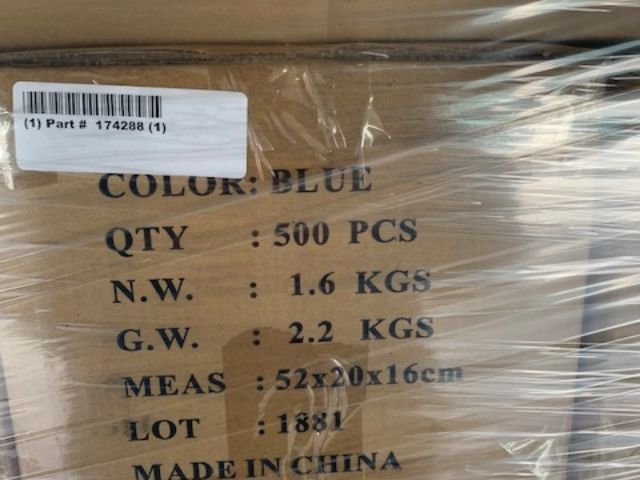 (1) Part # 174288 (1)
COLOR: BLUE
QTY : 500 PCS
N.W. : 1.6 KGS
G.W. : 2.2 KGS
MEAS : 52x20x16cm
LOT : 1881
MADE IN CHINA